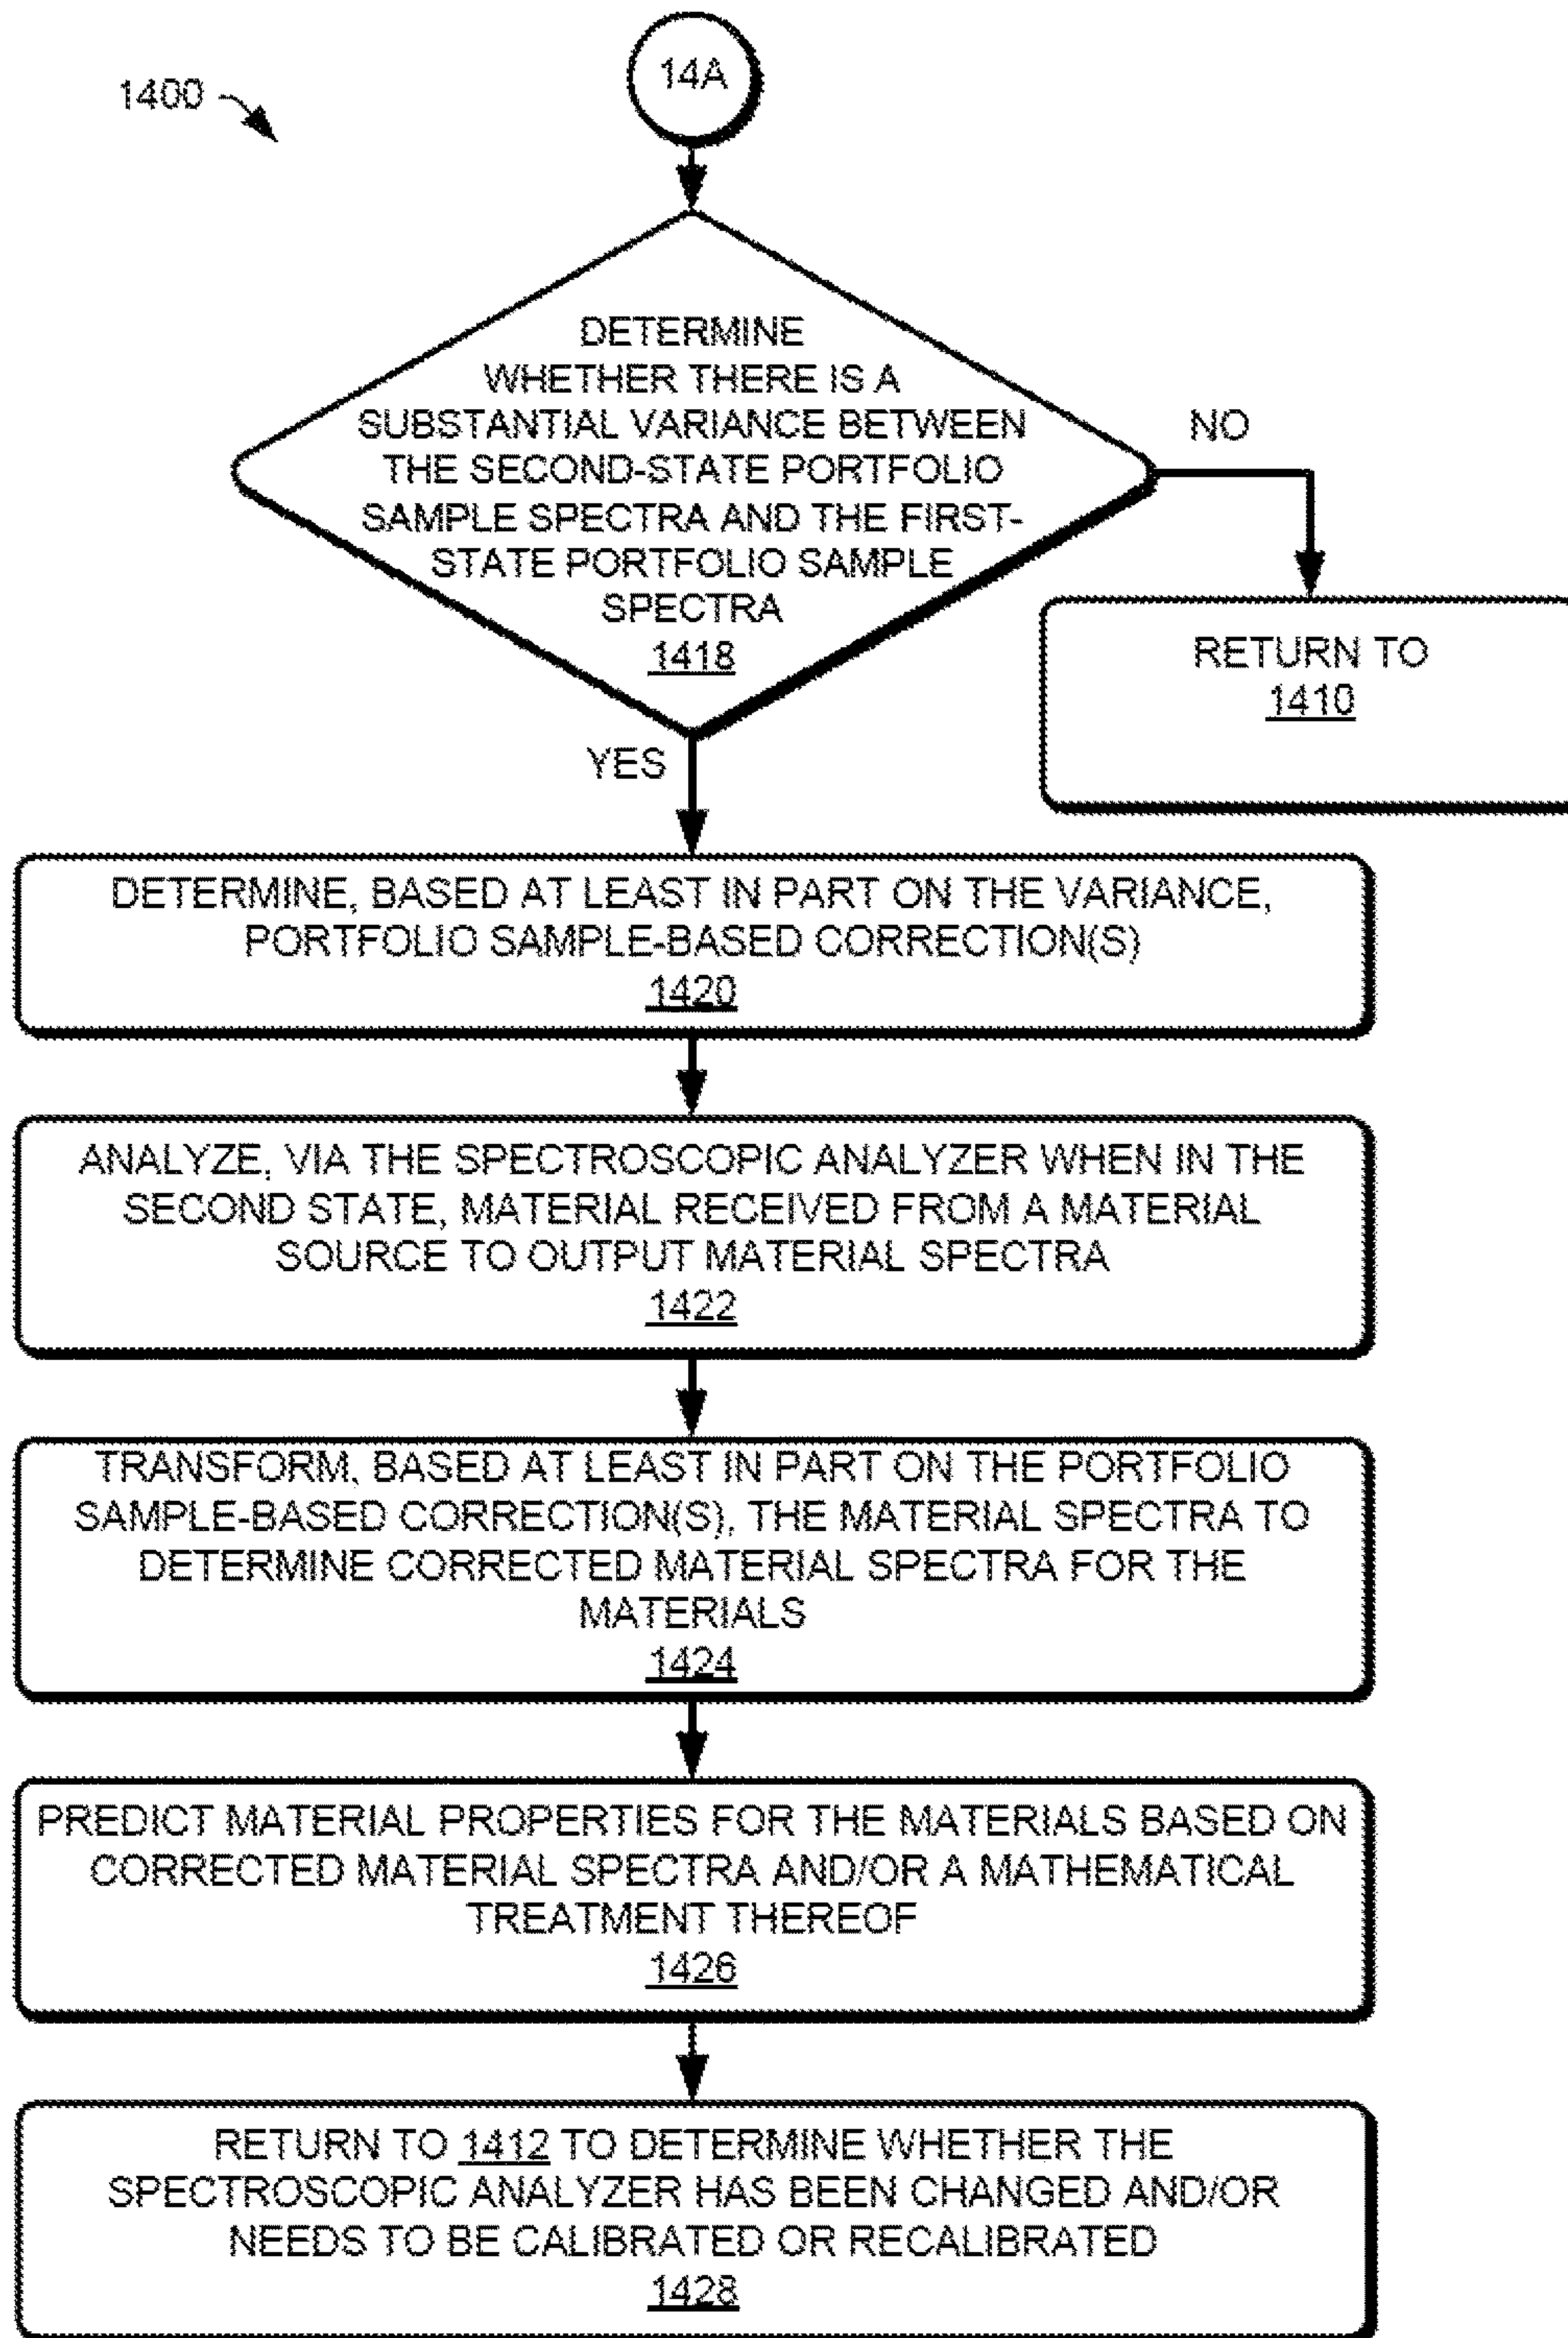 14A
1400
DETERMINE
WHETHER THERE IS A
SUBSTANTIAL VARIANCE BETWEEN
THE SECOND-STATE PORTFOLIO
SAMPLE SPECTRA AND THE FIRST-
STATE PORTFOLIO SAMPLE
SPECTRA
1418
NO
RETURN TO
1410
YES
DETERMINE, BASED AT LEAST IN PART ON THE VARIANCE,
PORTFOLIO SAMPLE-BASED CORRECTION(S)
1420
ANALYZE, VIA THE SPECTROSCOPIC ANALYZER WHEN IN THE
SECOND STATE, MATERIAL RECEIVED FROM A MATERIAL
SOURCE TO OUTPUT MATERIAL SPECTRA
1422
TRANSFORM, BASED AT LEAST IN PART ON THE PORTFOLIO
SAMPLE-BASED CORRECTION(S), THE MATERIAL SPECTRA TO
DETERMINE CORRECTED MATERIAL SPECTRA FOR THE
MATERIALS
1424
PREDICT MATERIAL PROPERTIES FOR THE MATERIALS BASED ON
CORRECTED MATERIAL SPECTRA AND/OR A MATHEMATICAL
TREATMENT THEREOF
1426
RETURN TO 1412 TO DETERMINE WHETHER THE
SPECTROSCOPIC ANALYZER HAS BEEN CHANGED AND/OR
NEEDS TO BE CALIBRATED OR RECALIBRATED
1428